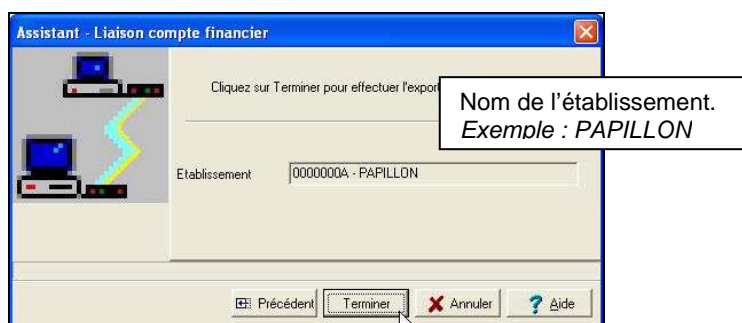 Assistant - Liaison compte financier
Cliquez sur Terminer pour effectuer l'export
Nom de l'établissement.
Exemple : PAPILLON
Etablissement
0000000A - PAPILLON
Précédent
Terminer
Annuler
? Aide